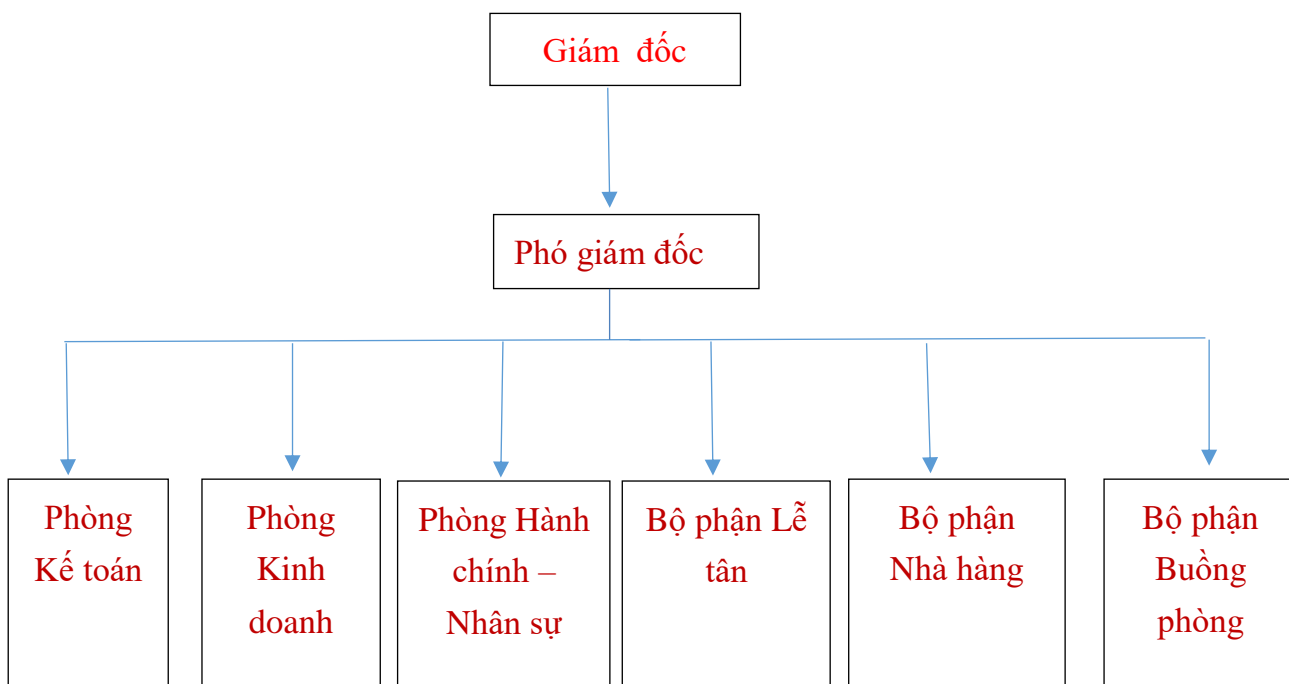 Giám đốc
Phó giám đốc
Phòng
Kế toán
Phòng
Kinh
doanh
Phòng Hành
chính –
Nhân sự
Bộ phận Lễ
tân
Bộ phận
Nhà hàng
Bộ phận
Buồng
phòng